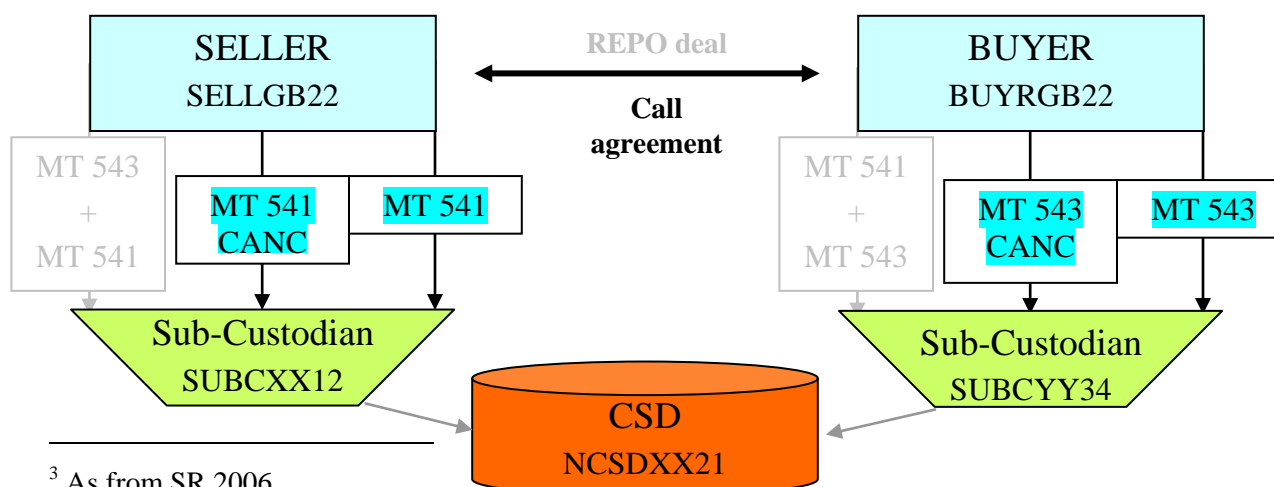 SELLER
SELLGB22
REPO deal
Call
agreement
BUYER
BUYRGB22
MT 543
+
MT 541
MT 541
CANC
MT 541
MT 541
+
MT 543
MT 543
CANC
MT 543
Sub-Custodian
SUBCXX12
Sub-Custodian
SUBCYY34
CSD
NCSDXX21
3 As from SR 2006